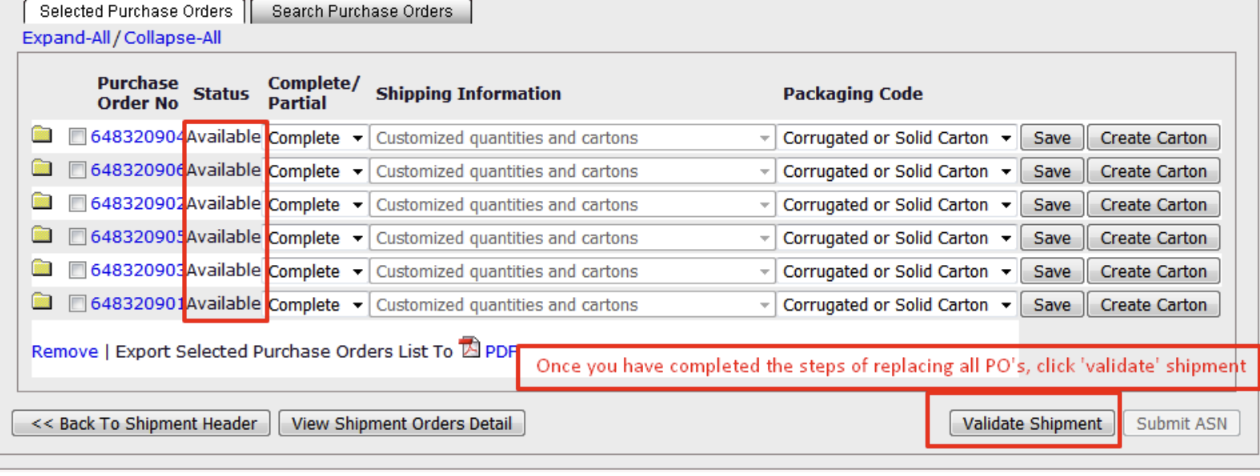 Selected Purchase Orders Search Purchase Orders
Expand-All / Collapse-All
Purchase Order No Status Complete/ Partial Shipping Information Packaging Code
648320904 Available Complete Customized quantities and cartons Corrugated or Solid Carton Save Create Carton
648320906 Available Complete Customized quantities and cartons Corrugated or Solid Carton Save Create Carton
648320902 Available Complete Customized quantities and cartons Corrugated or Solid Carton Save Create Carton
648320905 Available Complete Customized quantities and cartons Corrugated or Solid Carton Save Create Carton
648320903 Available Complete Customized quantities and cartons Corrugated or Solid Carton Save Create Carton
648320901 Available Complete Customized quantities and cartons Corrugated or Solid Carton Save Create Carton
Remove | Export Selected Purchase Orders List To PDF
Once you have completed the steps of replacing all PO's, click 'validate' shipment
<< Back To Shipment Header View Shipment Orders Detail Validate Shipment Submit ASN